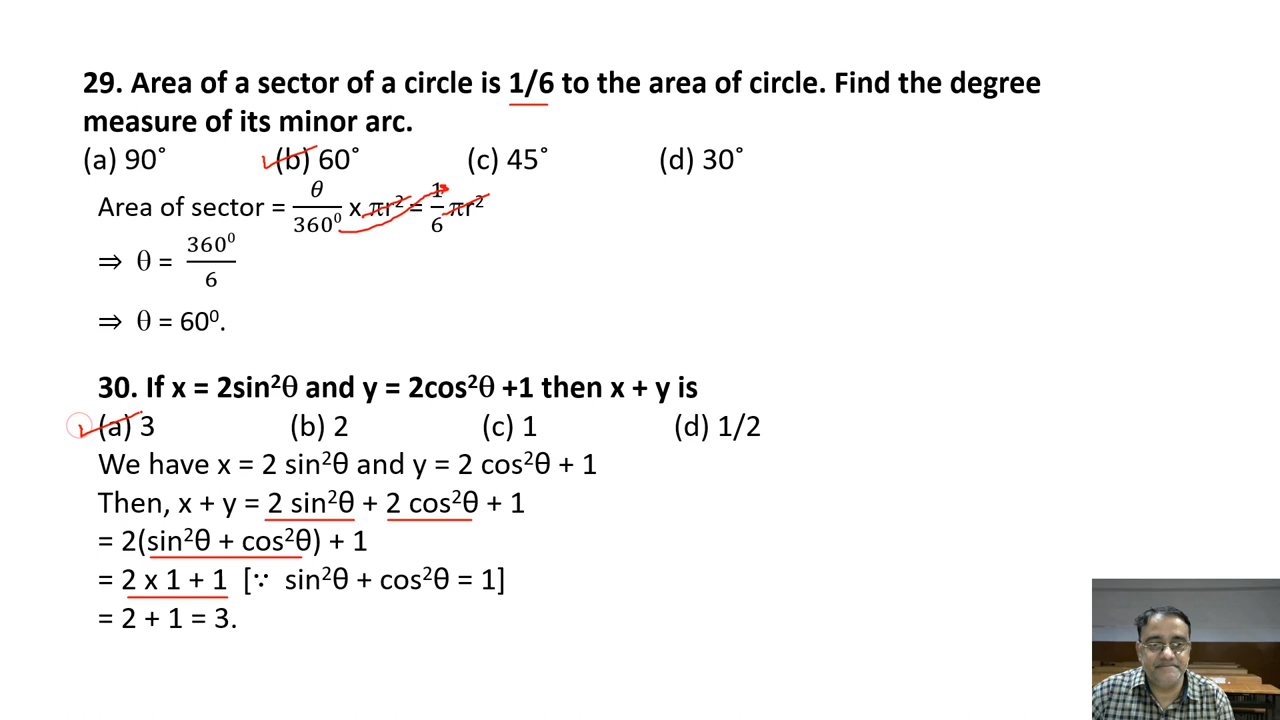 29. Area of a sector of a circle is 1/6 to the area of circle. Find the degree
measure of its minor arc.
(a) 90˚ (b) 60˚ (c) 45˚ (d) 30˚
Area of sector = θ/360⁰ x πr² = 1/6 πr²
⇒ θ = 360⁰/6
⇒ θ = 60⁰.
30. If x = 2sin²θ and y = 2cos²θ +1 then x + y is
(a) 3 (b) 2 (c) 1 (d) 1/2
We have x = 2 sin²θ and y = 2 cos²θ + 1
Then, x + y = 2 sin²θ + 2 cos²θ + 1
= 2(sin²θ + cos²θ) + 1
= 2 x 1 + 1 [∵ sin²θ + cos²θ = 1]
= 2 + 1 = 3.